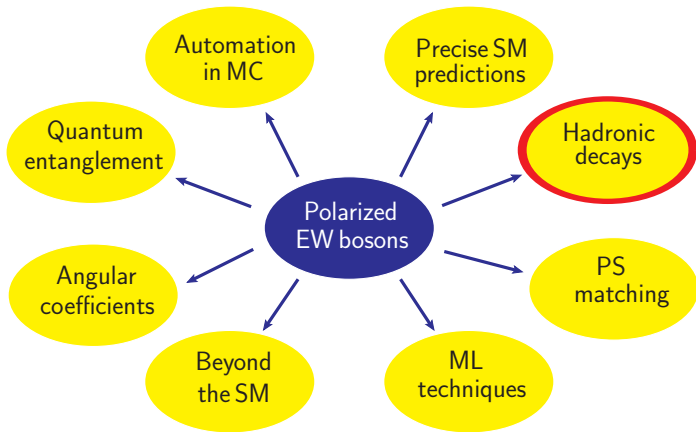 Automation
in MC
Precise SM
predictions
Quantum
entanglement
Hadronic
decays
Polarized
EW bosons
Angular
coefficients
PS
matching
Beyond
the SM
ML
techniques